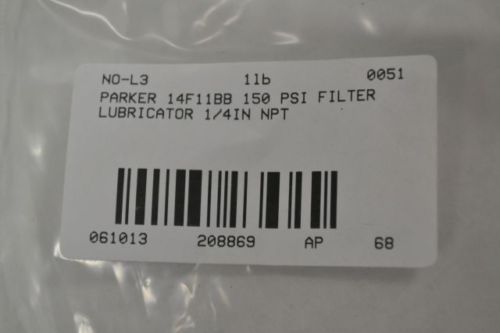 NO-L3 1lb 0051
PARKER 14F11BB 150 PSI FILTER
LUBRICATOR 1/4IN NPT
061013 208869 AP 68